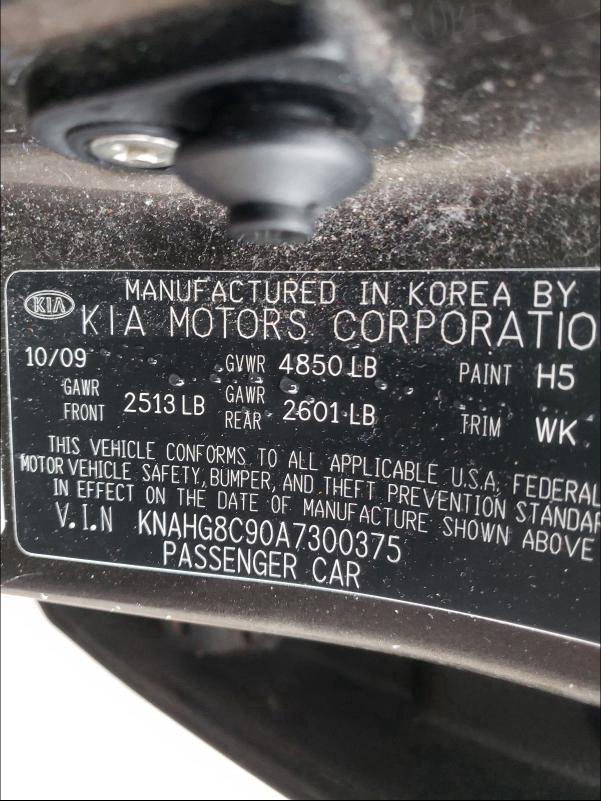 KIA MANUFACTURED IN KOREA BY
KIA MOTORS CORPORATIO
10/09 GVWR 4850 LB PAINT H5
GAWR FRONT 2513 LB GAWR REAR 2601 LB TRIM WK
THIS VEHICLE CONFORMS TO ALL APPLICABLE U.S.A. FEDERAL
MOTOR VEHICLE SAFETY, BUMPER, AND THEFT PREVENTION STANDAR
IN EFFECT ON THE DATE OF MANUFACTURE SHOWN ABOVE
V.I.N KNAHG8C90A7300375
PASSENGER CAR